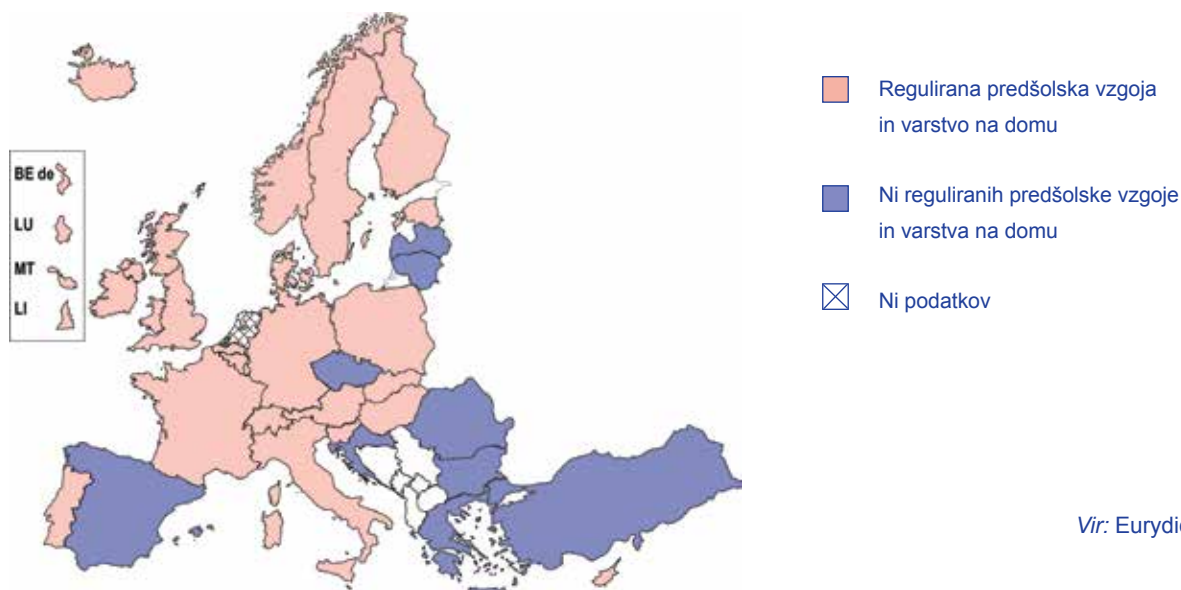 BE de
LU
MT
LI
Regulirana predšolska vzgoja
in varstvo na domu
Ni reguliranih predšolske vzgoje
in varstva na domu
Ni podatkov
Vir: